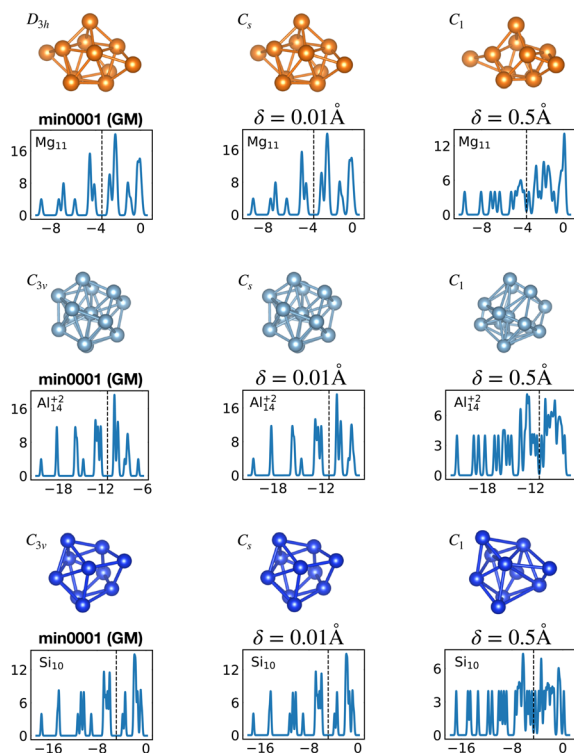 D3h Cs C1
min0001 (GM) δ = 0.01Å δ = 0.5Å
Mg11 Mg11 Mg11
16 16 12
8 8 8
4
0 0 0
−8 −4 0 −8 −4 0 −8 −4 0
C3v Cs C1
min0001 (GM) δ = 0.01Å δ = 0.5Å
Al14+2 Al14+2 Al14+2
16 16 6
8 8 3
0 0 0
−18 −12 −6 −18 −12 −18 −12
C3v Cs C1
min0001 (GM) δ = 0.01Å δ = 0.5Å
Si10 Si10 Si10
12 12 6
6 6 3
0 0 0
−16 −8 0 −16 −8 0 −16 −8 0